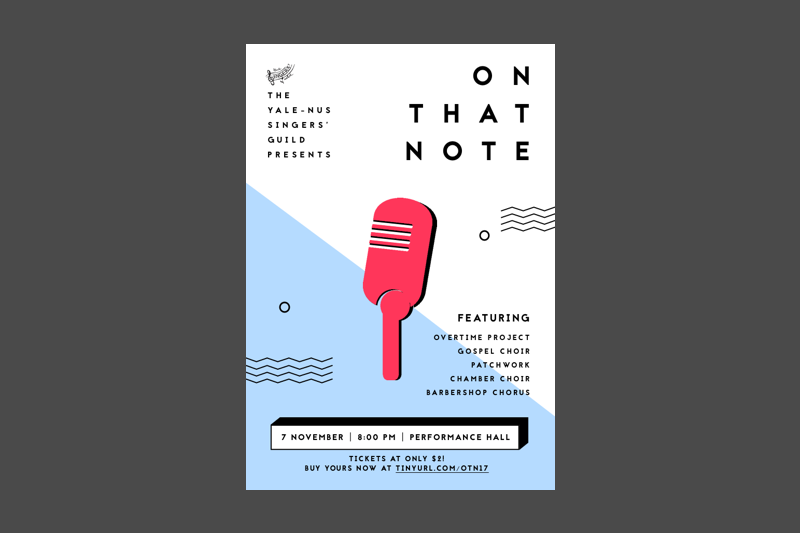 THE
YALE-NUS
SINGERS'
GUILD
PRESENTS
ON
THAT
NOTE
FEATURING
OVERTIME PROJECT
GOSPEL CHOIR
PATCHWORK
CHAMBER CHOIR
BARBERSHOP CHORUS
7 NOVEMBER | 8:00 PM | PERFORMANCE HALL
TICKETS AT ONLY $2!
BUY YOURS NOW AT TINYURL.COM/OTN17